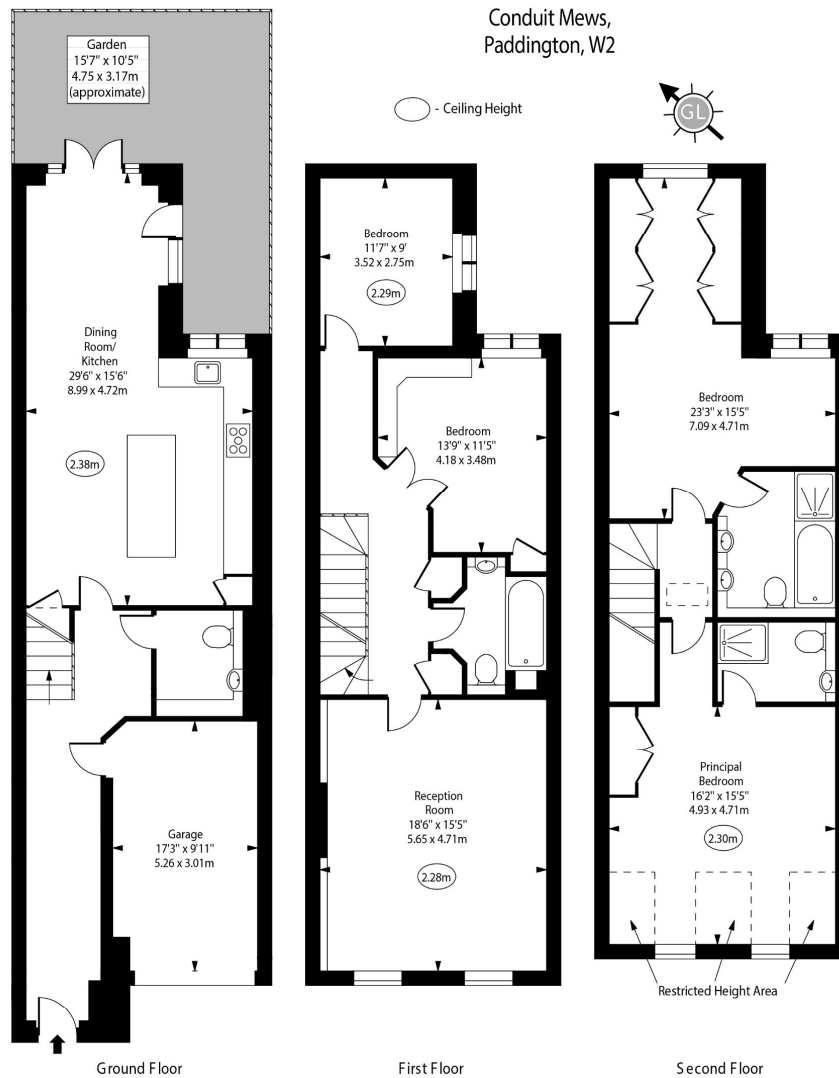 Conduit Mews,
Paddington, W2
- Ceiling Height
GL
Garden
15'7" x 10'5"
4.75 x 3.17m
(approximate)
Dining
Room/
Kitchen
29'6" x 15'6"
8.99 x 4.72m
2.38m
Garage
17'3" x 9'11"
5.26 x 3.01m
Ground Floor
Bedroom
11'7" x 9'
3.52 x 2.75m
2.29m
Bedroom
13'9" x 11'5"
4.18 x 3.48m
Reception
Room
18'6" x 15'5"
5.65 x 4.71m
2.28m
First Floor
Bedroom
23'3" x 15'5"
7.09 x 4.71m
Principal
Bedroom
16'2" x 15'5"
4.93 x 4.71m
2.30m
Restricted Height Area
Second Floor